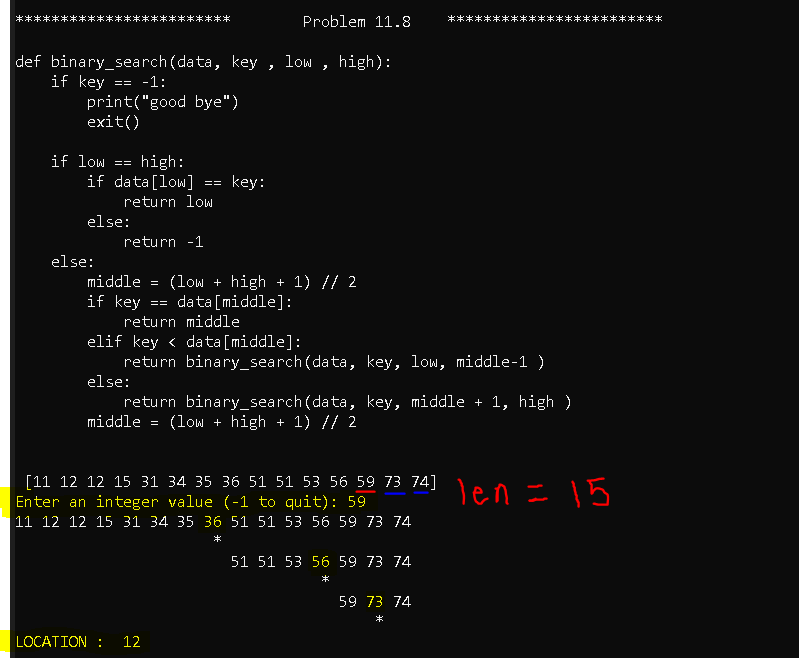 ************************ Problem 11.8 ************************
def binary_search(data, key , low , high):
    if key == -1:
        print("good bye")
        exit()
    if low == high:
        if data[low] == key:
            return low
        else:
            return -1
    else:
        middle = (low + high + 1) // 2
        if key == data[middle]:
            return middle
        elif key < data[middle]:
            return binary_search(data, key, low, middle-1 )
        else:
            return binary_search(data, key, middle + 1, high )
        middle = (low + high + 1) // 2
[11 12 12 15 31 34 35 36 51 51 53 56 59 73 74] len = 15
Enter an integer value (-1 to quit): 59
11 12 12 15 31 34 35 36 51 51 53 56 59 73 74
*
51 51 53 56 59 73 74
*
59 73 74
*
LOCATION :  12